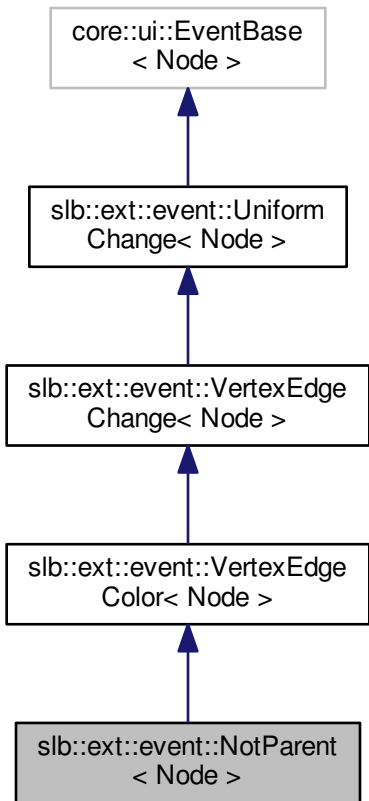 core::ui::EventBase
< Node >
slb::ext::event::Uniform
Change< Node >
slb::ext::event::VertexEdge
Change< Node >
slb::ext::event::VertexEdge
Color< Node >
slb::ext::event::NotParent
< Node >